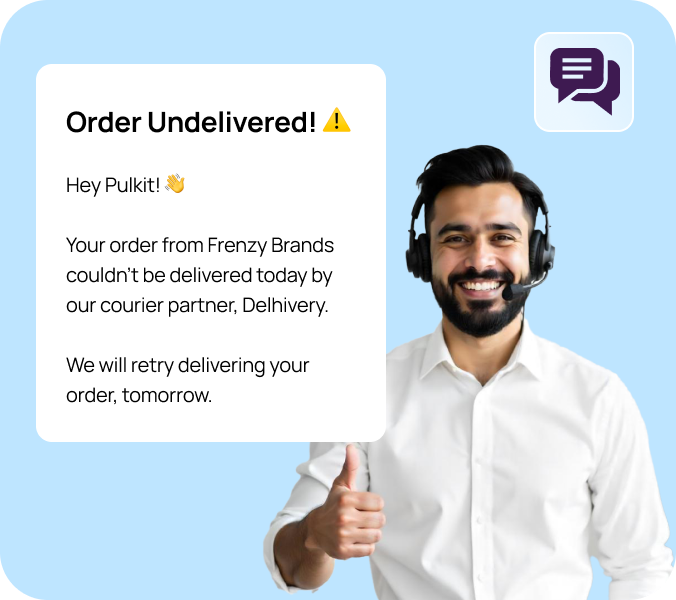 Order Undelivered! ⚠️
Hey Pulkit! 👋
Your order from Frenzy Brands
couldn't be delivered today by
our courier partner, Delhivery.
We will retry delivering your
order, tomorrow.